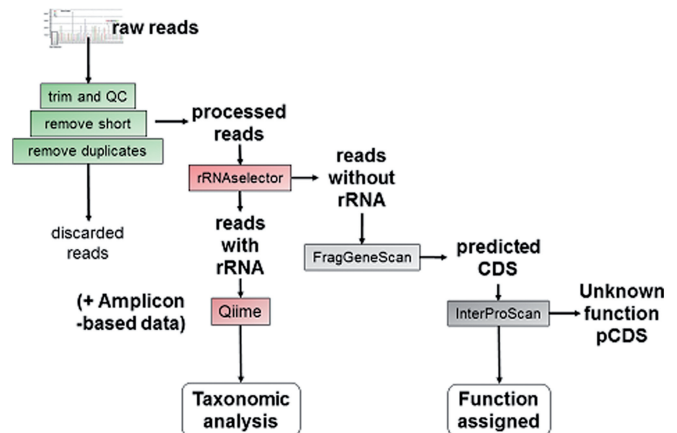 raw reads
trim and QC
remove short
remove duplicates
discarded
reads
processed
reads
rRNAselector
reads
with
rRNA
(+ Amplicon
-based data)
Qiime
Taxonomic
analysis
reads
without
rRNA
FragGeneScan
predicted
CDS
InterProScan
Unknown
function
pCDS
Function
assigned